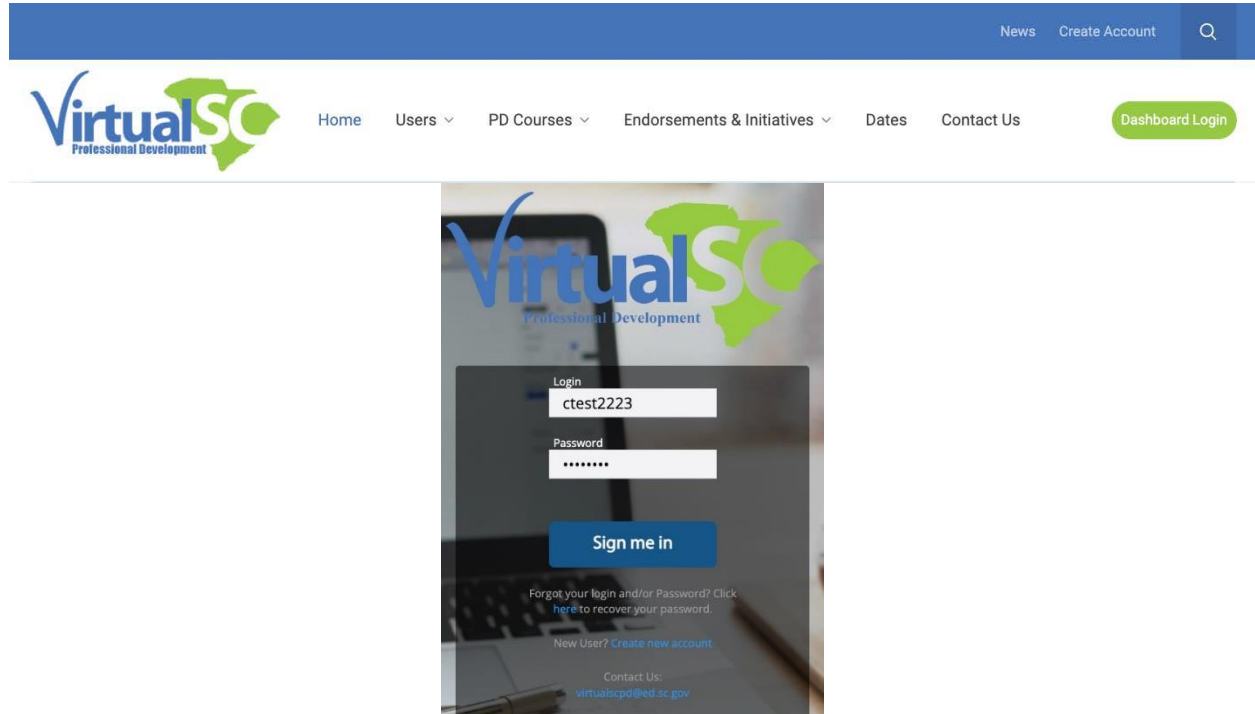 News Create Account
VirtualSC
Professional Development
Home Users PD Courses Endorsements & Initiatives Dates Contact Us Dashboard Login
VirtualSC
Professional Development
Login
ctest2223
Password
••••••••
Sign me in
Forgot your login and/or Password? Click
here to recover your password.
New User? Create new account
Contact Us:
virtualscpd@ed.sc.gov